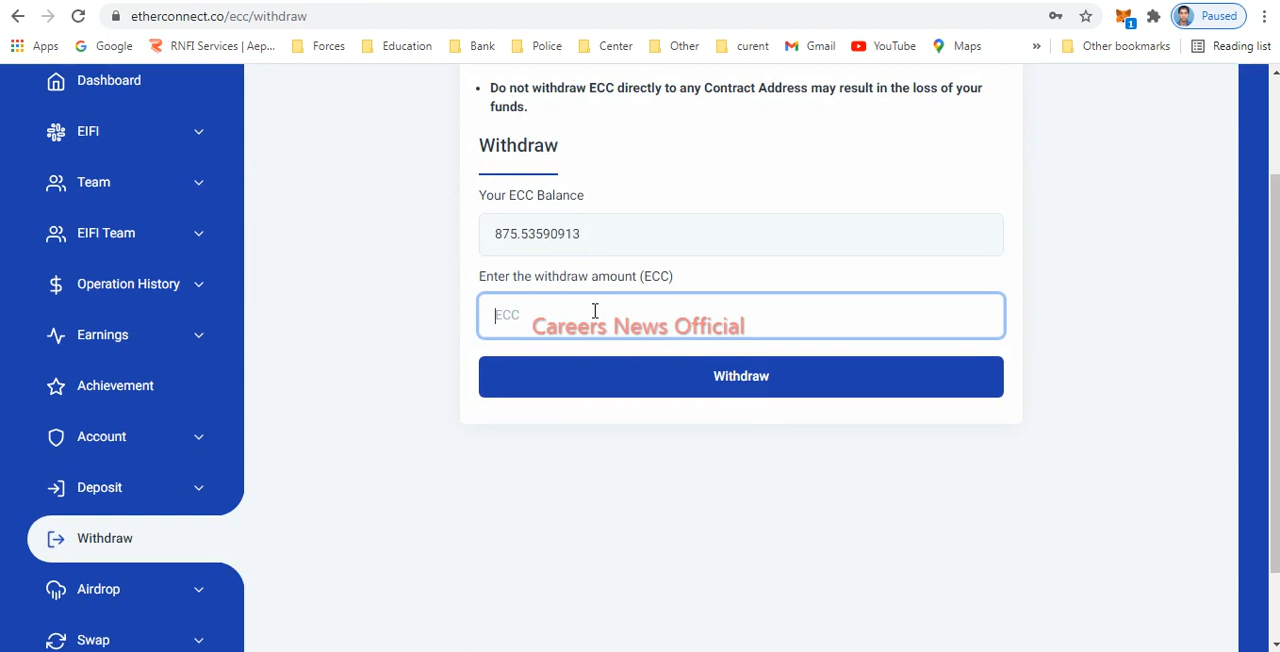 etherconnect.co/ecc/withdraw
Paused
Apps
Google
RNFI Services | Aep...
Forces
Education
Bank
Police
Center
Other
curent
Gmail
YouTube
Maps
»
Other bookmarks
Reading list
1
Dashboard
EIFI
Team
EIFI Team
Operation History
Earnings
Achievement
Account
Deposit
Withdraw
Airdrop
Swap
• Do not withdraw ECC directly to any Contract Address may result in the loss of your
funds.
Withdraw
Your ECC Balance
875.53590913
Enter the withdraw amount (ECC)
ECC
Careers News Official
Withdraw